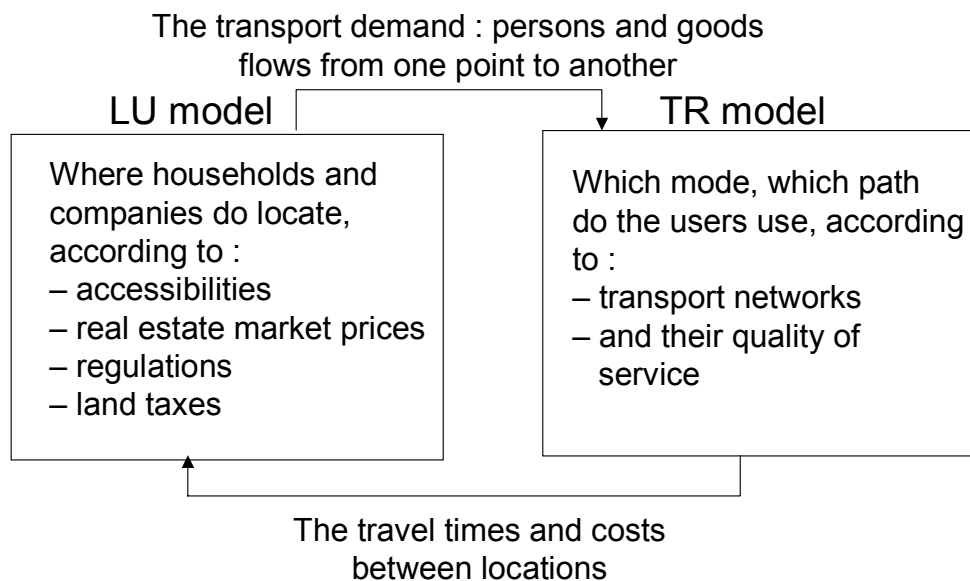 The transport demand : persons and goods
flows from one point to another
LU model
Where households and
companies do locate,
according to :
– accessibilities
– real estate market prices
– regulations
– land taxes
TR model
Which mode, which path
do the users use, according
to :
– transport networks
– and their quality of
service
The travel times and costs
between locations